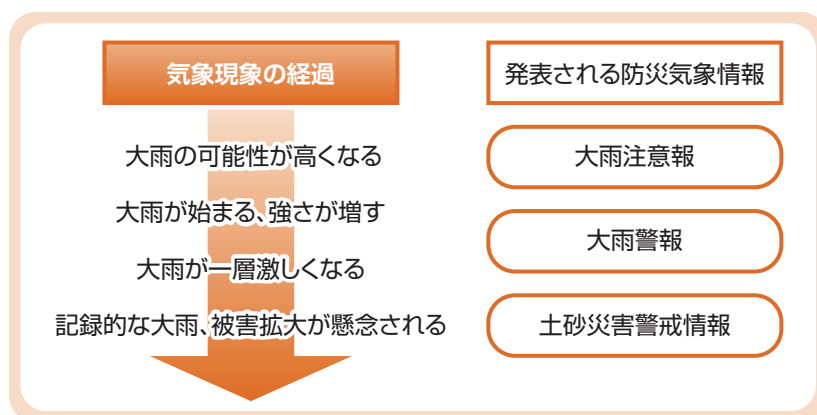 気象現象の経過
発表される防災気象情報
大雨の可能性が高くなる
大雨注意報
大雨が始まる、強さが増す
大雨警報
大雨が一層激しくなる
記録的な大雨、被害拡大が懸念される
土砂災害警戒情報